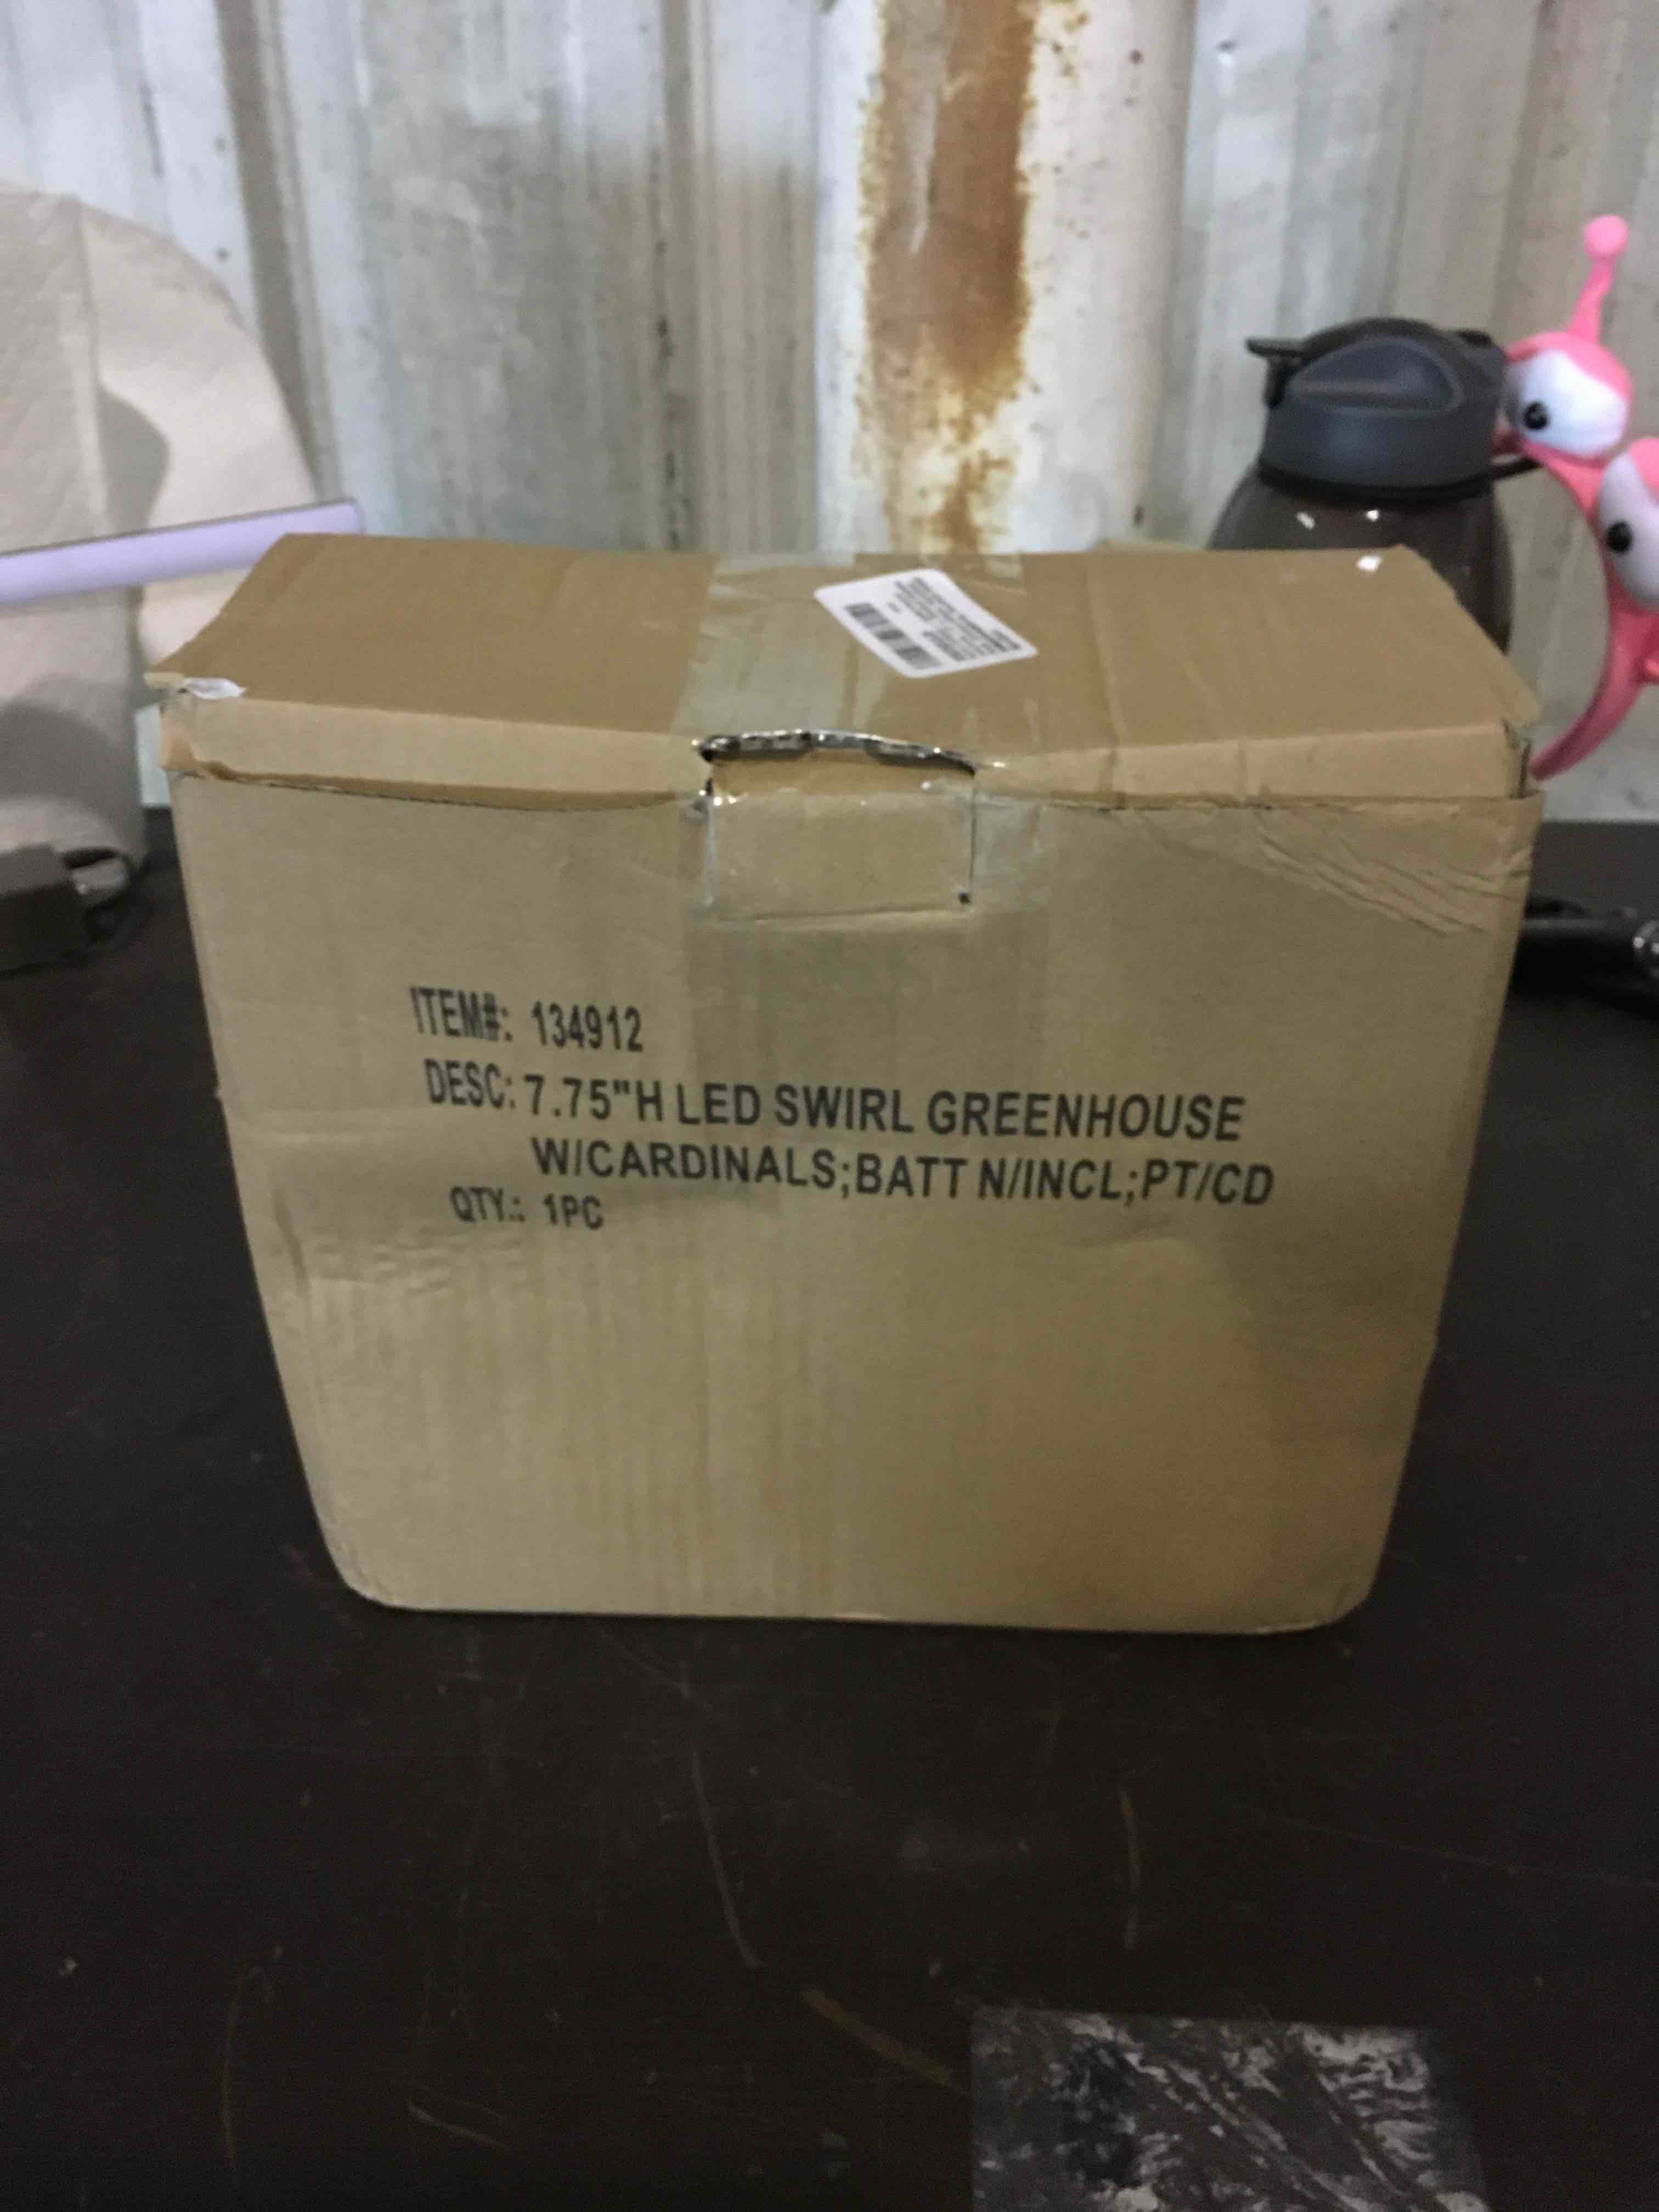 ITEM#: 134912
DESC: 7.75"H LED SWIRL GREENHOUSE
W/CARDINALS;BATT N/INCL;PT/CD
QTY.: 1PC